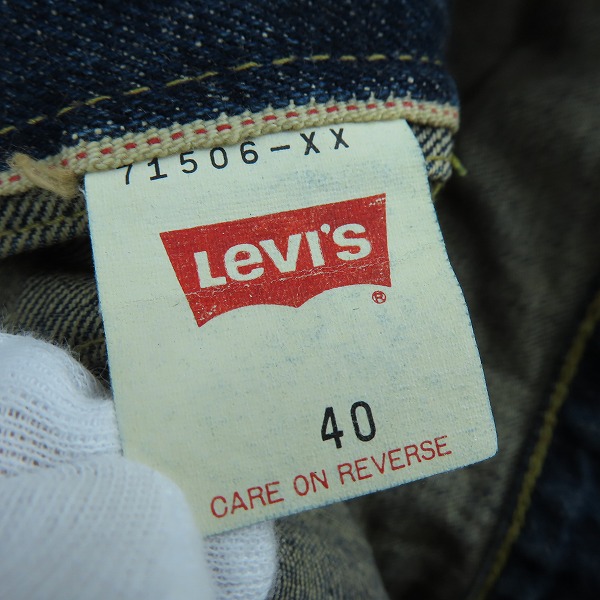 71506-XX
LEVI'S
®
40
CARE ON REVERSE